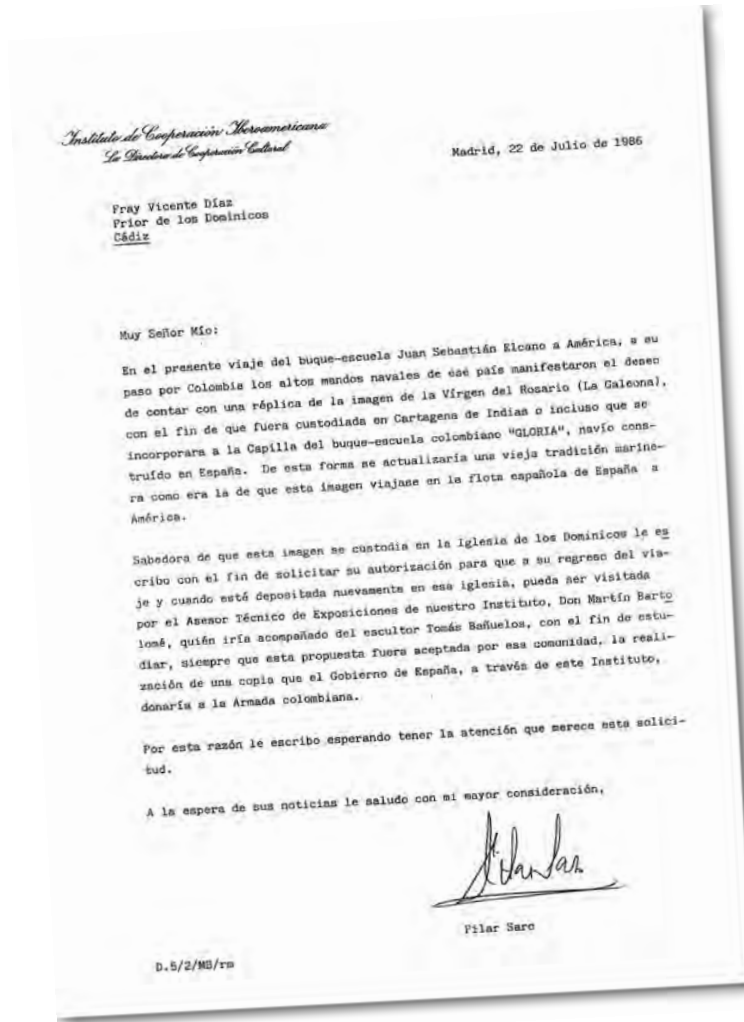 Instituto de Cooperación Iberoamericana
La Directora de Cooperación Cultural
Madrid, 22 de Julio de 1986
Fray Vicente Díaz
Prior de los Dominicos
Cádiz
Muy Señor Mío:
En el presente viaje del buque-escuela Juan Sebastián Elcano a América, a su
paso por Colombia los altos mandos navales de ese país manifestaron el deseo
de contar con una réplica de la imagen de la Vírgen del Rosario (La Galeona),
con el fin de que fuera custodiada en Cartagena de Indias o incluso que se
incorporara a la Capilla del buque-escuela colombiano "GLORIA", navío cons-
truído en España. De esta forma se actualizaría una vieja tradición marine-
ra como era la de que esta imagen viajase en la flota española de España a
América.
Sabedora de que esta imagen se custodia en la Iglesia de los Dominicos le es
cribo con el fin de solicitar su autorización para que a su regreso del via-
je y cuando esté depositada nuevamente en esa iglesia, pueda ser visitada
por el Asesor Técnico de Exposiciones de nuestro Instituto, Don Martín Barto
lomé, quién iría acompañado del escultor Tomás Bañuelos, con el fin de estu-
diar, siempre que esta propuesta fuera aceptada por esa comunidad, la reali-
zación de una copia que el Gobierno de España, a través de este Instituto,
donaría a la Armada colombiana.
Por esta razón le escribo esperando tener la atención que merece esta solici-
tud.
A la espera de sus noticias le saludo con mi mayor consideración,
Pilar Saro
D.5/2/MB/rm